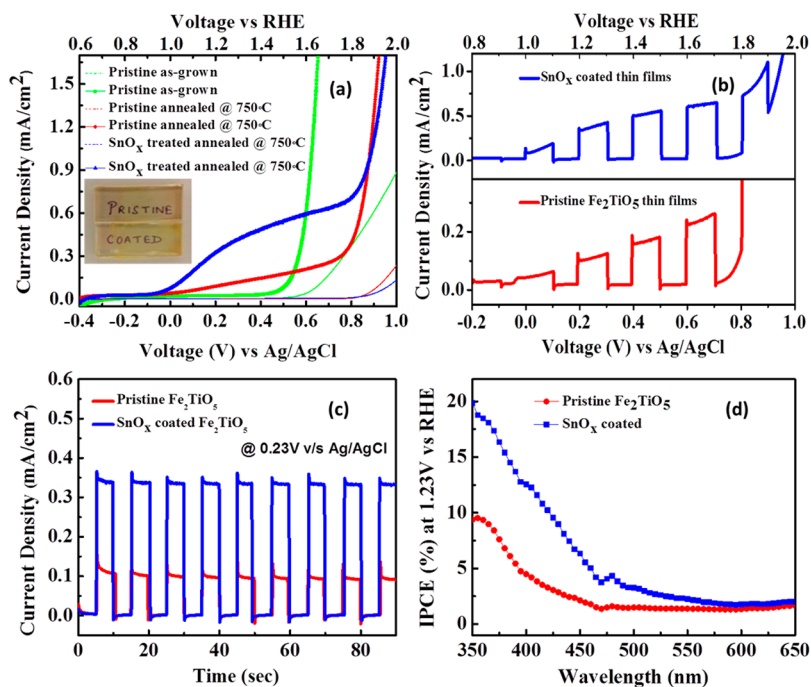 Voltage vs RHE
0.6 0.8 1.0 1.2 1.4 1.6 1.8 2.0
Current Density (mA/cm2)
1.5
1.2
0.9
0.6
0.3
0.0
(a)
Pristine as-grown
Pristine as-grown
Pristine annealed @ 750°C
Pristine annealed @ 750°C
SnOX treated annealed @ 750°C
SnOX treated annealed @ 750°C
PRISTINE
COATED
-0.4 -0.2 0.0 0.2 0.4 0.6 0.8 1.0
Voltage (V) vs Ag/AgCl
Voltage vs RHE
0.8 1.0 1.2 1.4 1.6 1.8 2.0
Current Density (mA/cm2)
1.0
0.5
0.0
(b)
SnOX coated thin films
0.2
0.0
Pristine Fe2TiO5 thin films
-0.2 0.0 0.2 0.4 0.6 0.8 1.0
Voltage (V) vs Ag/AgCl
Current Density (mA/cm2)
0.6
0.5
0.4
0.3
0.2
0.1
0.0
Pristine Fe2TiO5
(c)
SnOX coated Fe2TiO5
@ 0.23V v/s Ag/AgCl
0 20 40 60 80
Time (sec)
IPCE (%) at 1.23V vs RHE
20
15
10
5
0
Pristine Fe2TiO5
SnOX coated
(d)
350 400 450 500 550 600 650
Wavelength (nm)